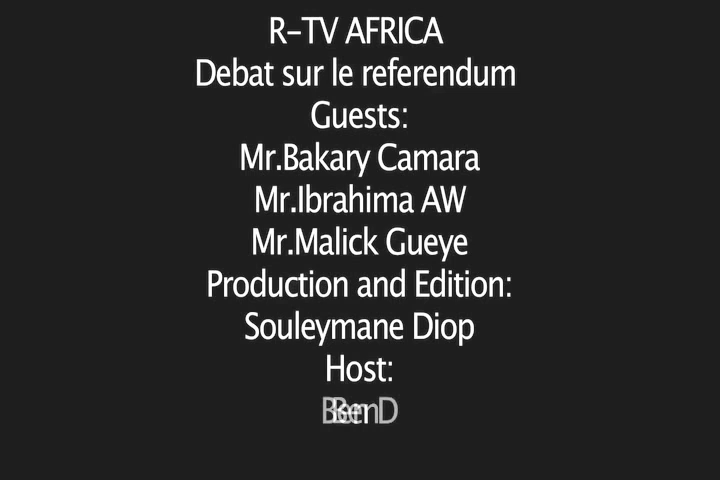 R-TV AFRICA
Debat sur le referendum
Guests:
Mr.Bakary Camara
Mr.Ibrahima AW
Mr.Malick Gueye
Production and Edition:
Souleymane Diop
Host: